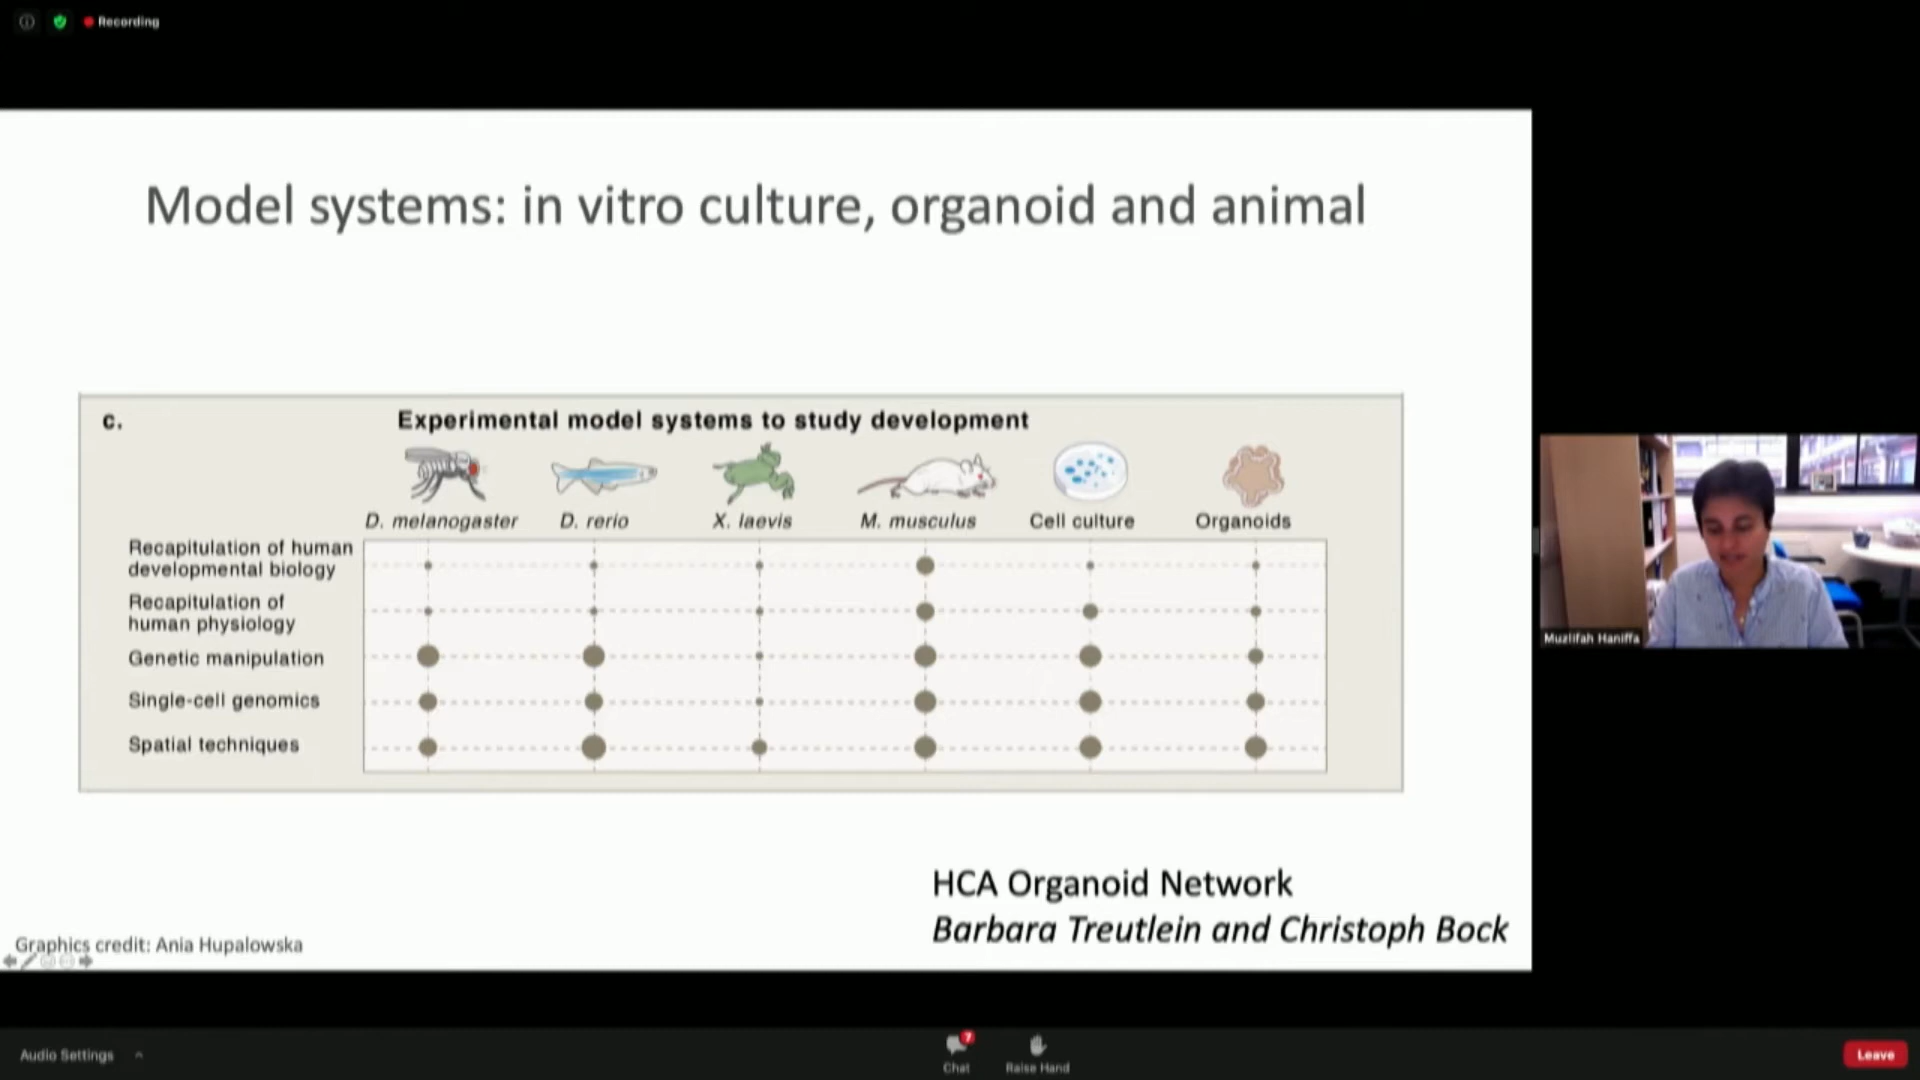 Recording
Model systems: in vitro culture, organoid and animal
c.
Experimental model systems to study development
D. melanogaster
D. rerio
X. laevis
M. musculus
Cell culture
Organoids
Recapitulation of human
developmental biology
Recapitulation of
human physiology
Genetic manipulation
Single-cell genomics
Spatial techniques
HCA Organoid Network
Barbara Treutlein and Christoph Bock
Graphics credit: Ania Hupalowska
Muzlifah Haniffa
Audio Settings
7
Chat
Raise Hand
Leave